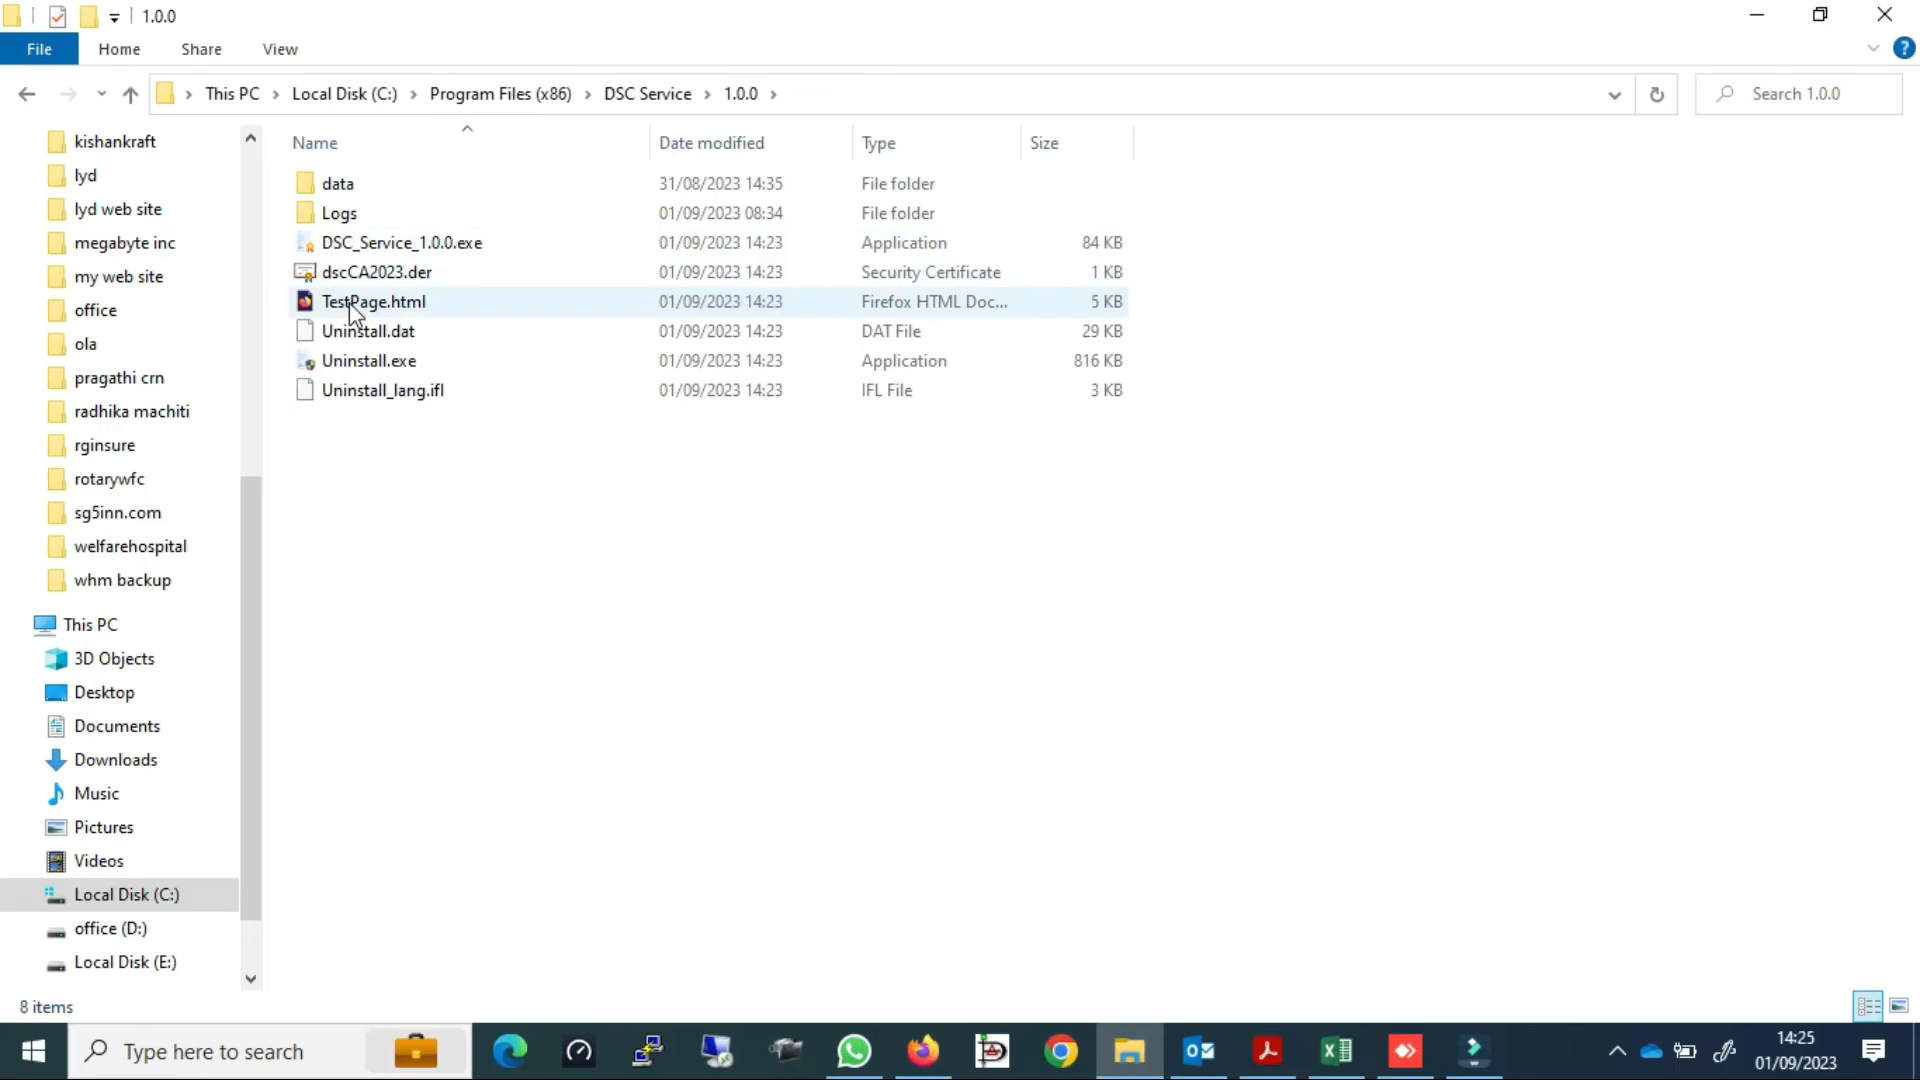 1.0.0
File Home Share View
This PC Local Disk (C:) Program Files (x86) DSC Service 1.0.0
Search 1.0.0
kishankraft
lyd
lyd web site
megabyte inc
my web site
office
ola
pragathi crn
radhika machiti
rginsure
rotarywfc
sg5inn.com
welfarehospital
whm backup
This PC
3D Objects
Desktop
Documents
Downloads
Music
Pictures
Videos
Local Disk (C:)
office (D:)
Local Disk (E:)
Name Date modified Type Size
data 31/08/2023 14:35 File folder
Logs 01/09/2023 08:34 File folder
DSC_Service_1.0.0.exe 01/09/2023 14:23 Application 84 KB
dscCA2023.der 01/09/2023 14:23 Security Certificate 1 KB
TestPage.html 01/09/2023 14:23 Firefox HTML Doc... 5 KB
Uninstall.dat 01/09/2023 14:23 DAT File 29 KB
Uninstall.exe 01/09/2023 14:23 Application 816 KB
Uninstall_lang.ifl 01/09/2023 14:23 IFL File 3 KB
8 items
Type here to search
14:25
01/09/2023